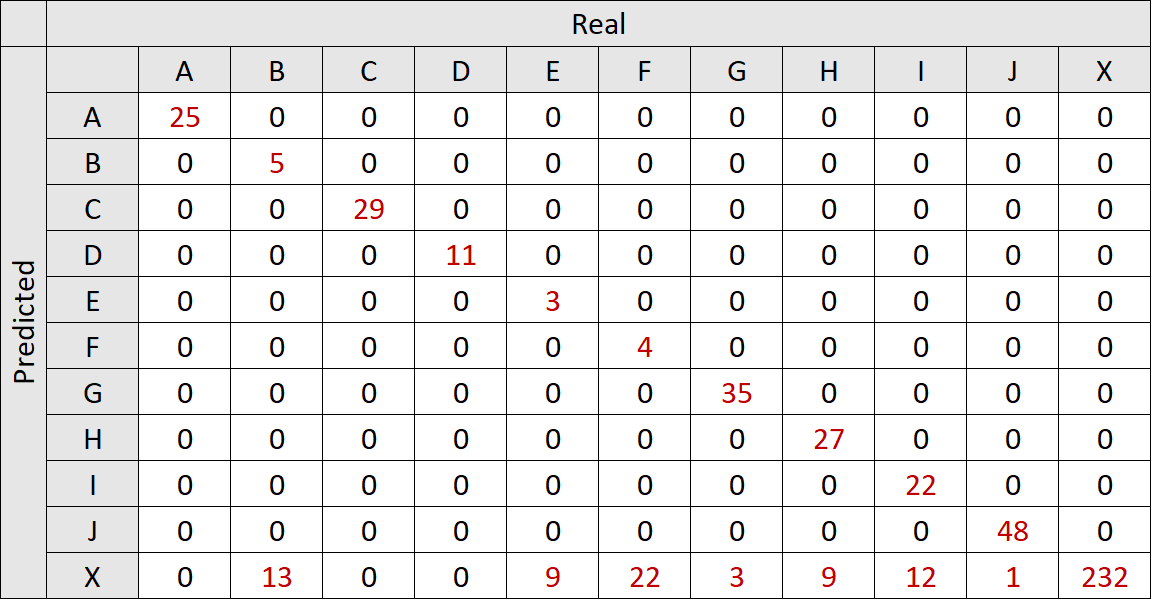 Real
A B C D E F G H I J X
Predicted
A 25 0 0 0 0 0 0 0 0 0 0
B 0 5 0 0 0 0 0 0 0 0 0
C 0 0 29 0 0 0 0 0 0 0 0
D 0 0 0 11 0 0 0 0 0 0 0
E 0 0 0 0 3 0 0 0 0 0 0
F 0 0 0 0 0 4 0 0 0 0 0
G 0 0 0 0 0 0 35 0 0 0 0
H 0 0 0 0 0 0 0 27 0 0 0
I 0 0 0 0 0 0 0 0 22 0 0
J 0 0 0 0 0 0 0 0 0 48 0
X 0 13 0 0 9 22 3 9 12 1 232